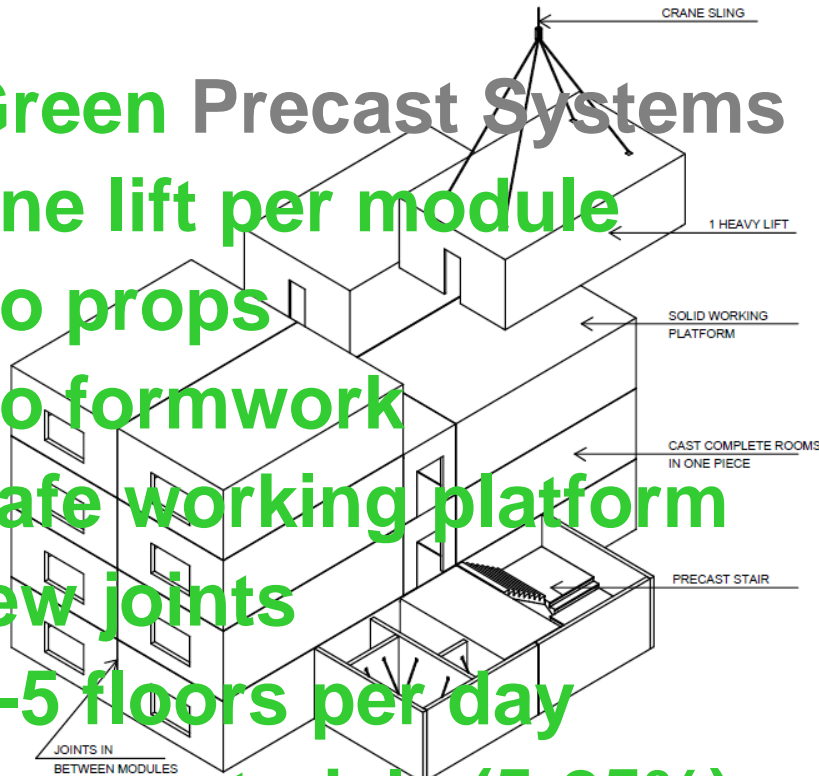 CRANE SLING
Green Precast Systems
ne lift per module
1 HEAVY LIFT
o props
SOLID WORKING
PLATFORM
o formwork
CAST COMPLETE ROOMS
IN ONE PIECE
afe working platform
PRECAST STAIR
ew joints
-5 floors per day
JOINTS IN
BETWEEN MODULES